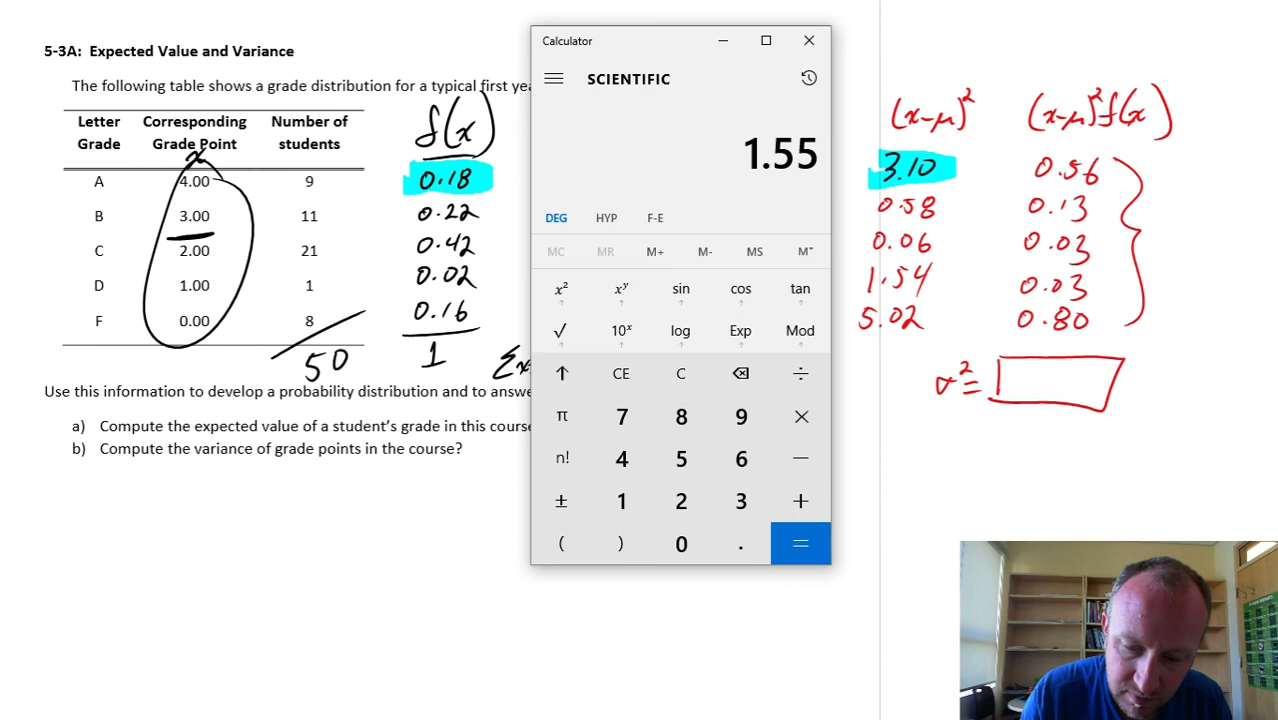 5-3A: Expected Value and Variance
The following table shows a grade distribution for a typical first yea
Letter Grade
Corresponding Grade Point
Number of students
x
f(x)
A 4.00 9 0.18
B 3.00 11 0.22
C 2.00 21 0.42
D 1.00 1 0.02
F 0.00 8 0.16
50
1
Σx
Use this information to develop a probability distribution and to answe
a) Compute the expected value of a student's grade in this course
b) Compute the variance of grade points in the course?
Calculator
SCIENTIFIC
1.55
DEG HYP F-E
MC MR M+ M- MS M˅
x² xʸ sin cos tan
√ 10ˣ log Exp Mod
↑ CE C ⌫ ÷
π 7 8 9 ×
n! 4 5 6 −
± 1 2 3 +
( ) 0 . =
(x-μ)² (x-μ)²f(x)
3.10 0.56
0.58 0.13
0.06 0.03
1.54 0.03
5.02 0.80
σ² =